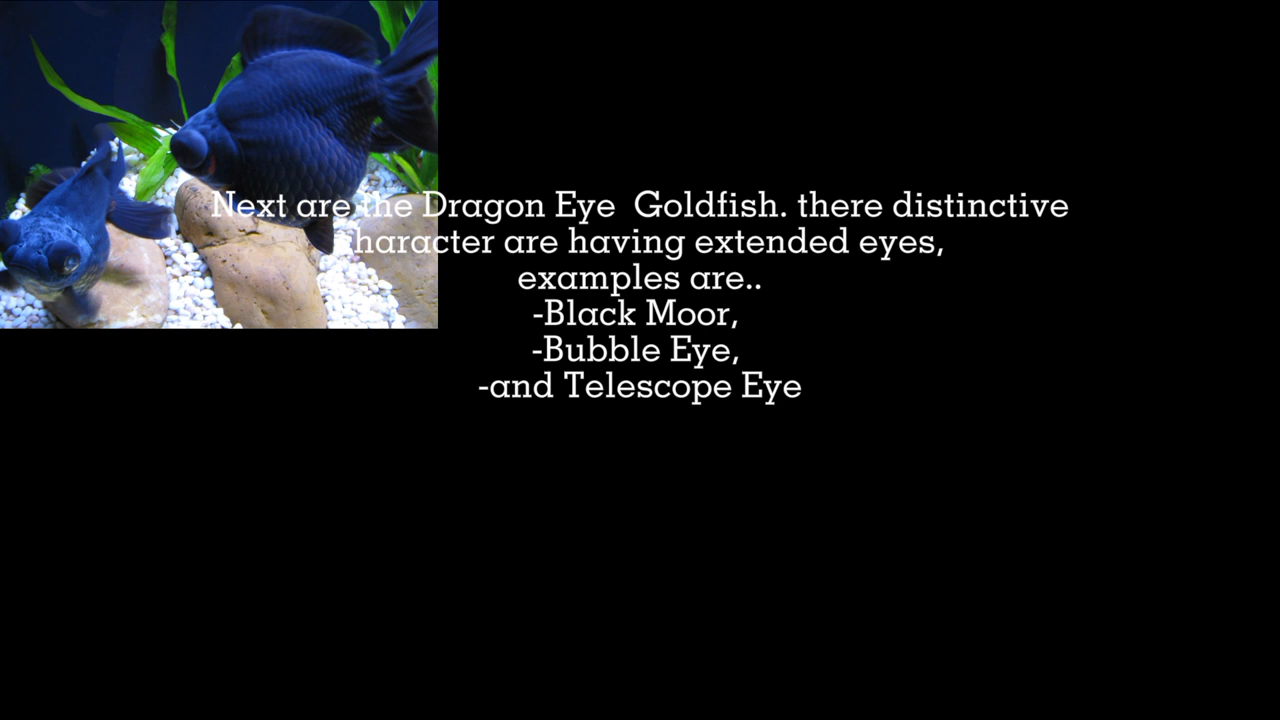 Next are the Dragon Eye  Goldfish. there distinctive
character are having extended eyes,
examples are..
-Black Moor,
-Bubble Eye,
-and Telescope Eye